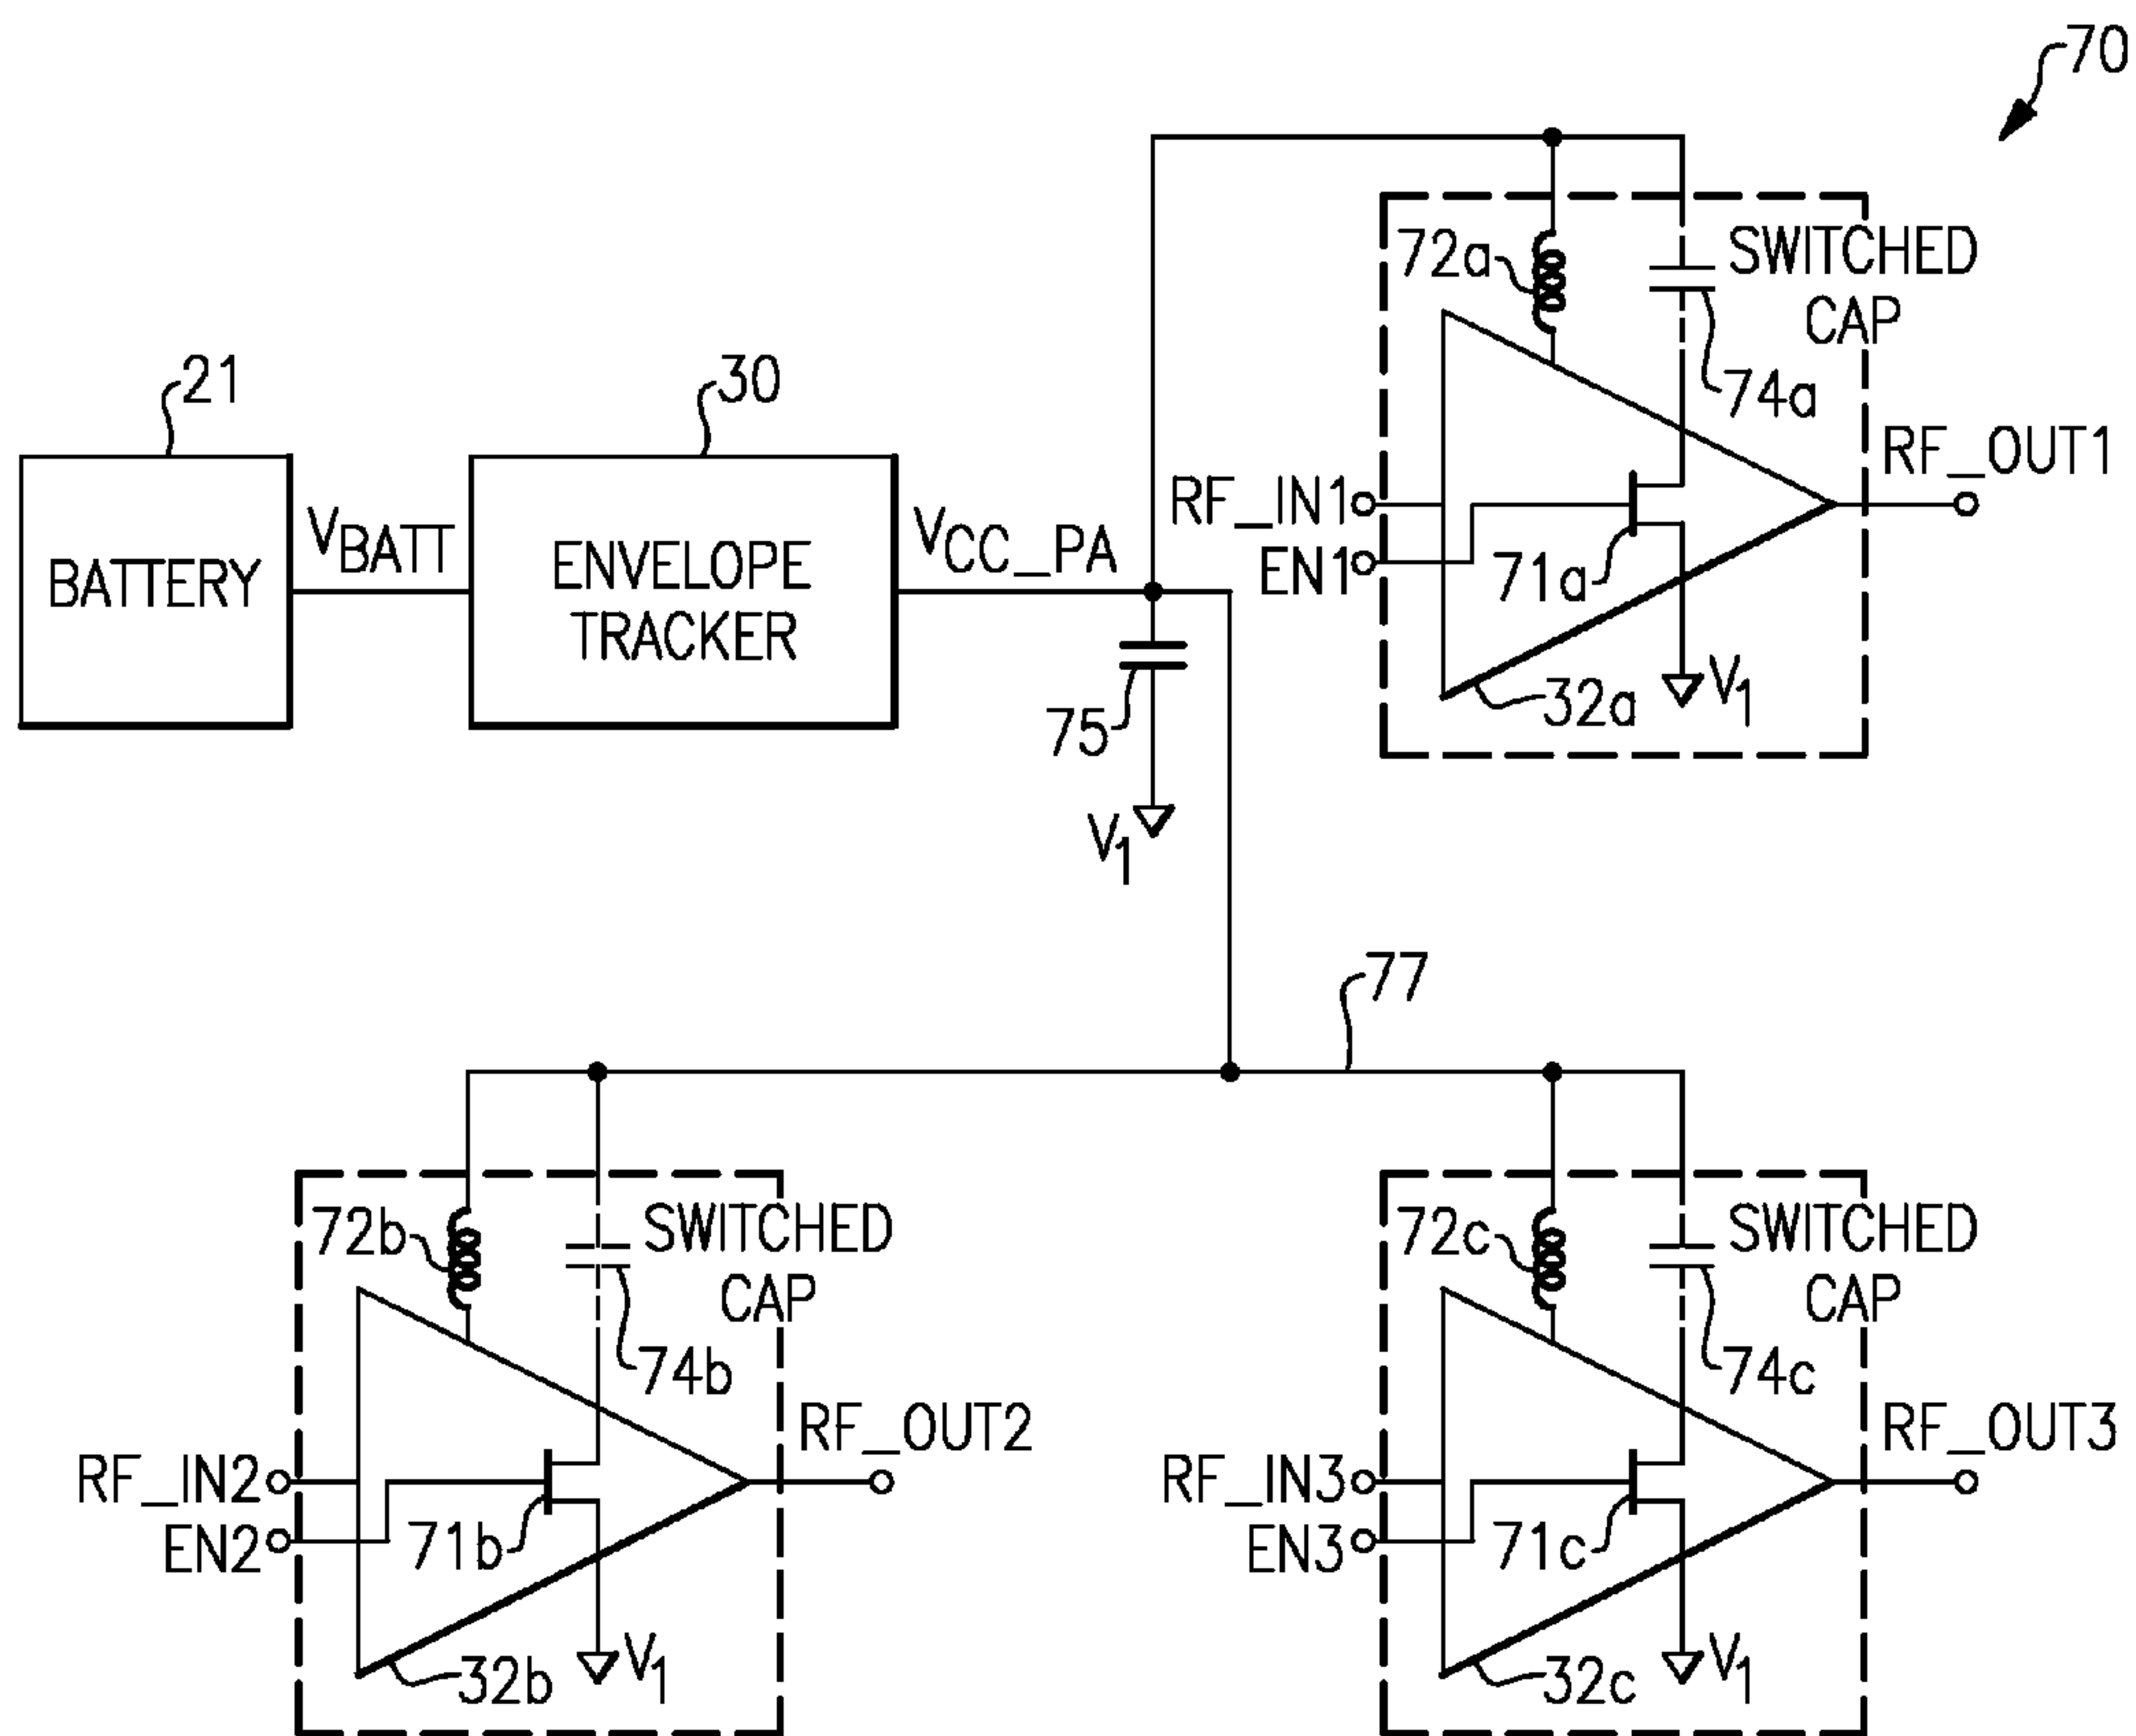 70
72a
SWITCHED
CAP
74a
21
30
RF_OUT1
RF_IN1
EN1
71a
BATTERY
VBATT
ENVELOPE
TRACKER
VCC_PA
75
V1
32a
V1
77
72b
SWITCHED
CAP
74b
72c
SWITCHED
CAP
74c
RF_OUT2
RF_OUT3
RF_IN2
EN2
71b
RF_IN3
EN3
71c
V1
32b
V1
32c